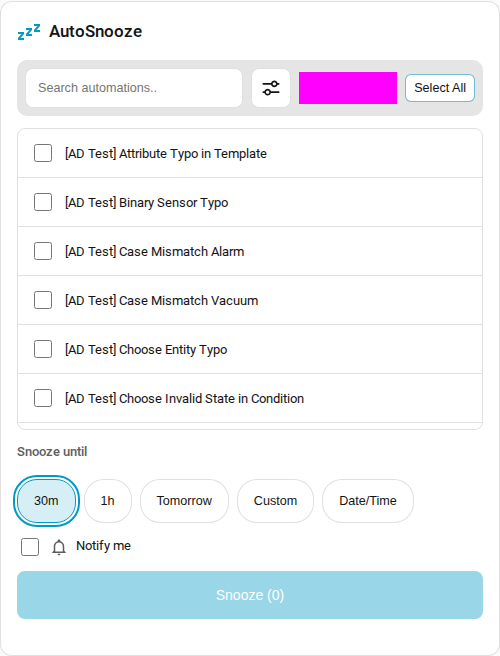 AutoSnooze
Search automations..
Select All
[AD Test] Attribute Typo in Template
[AD Test] Binary Sensor Typo
[AD Test] Case Mismatch Alarm
[AD Test] Case Mismatch Vacuum
[AD Test] Choose Entity Typo
[AD Test] Choose Invalid State in Condition
Snooze until
30m
1h
Tomorrow
Custom
Date/Time
Notify me
Snooze (0)